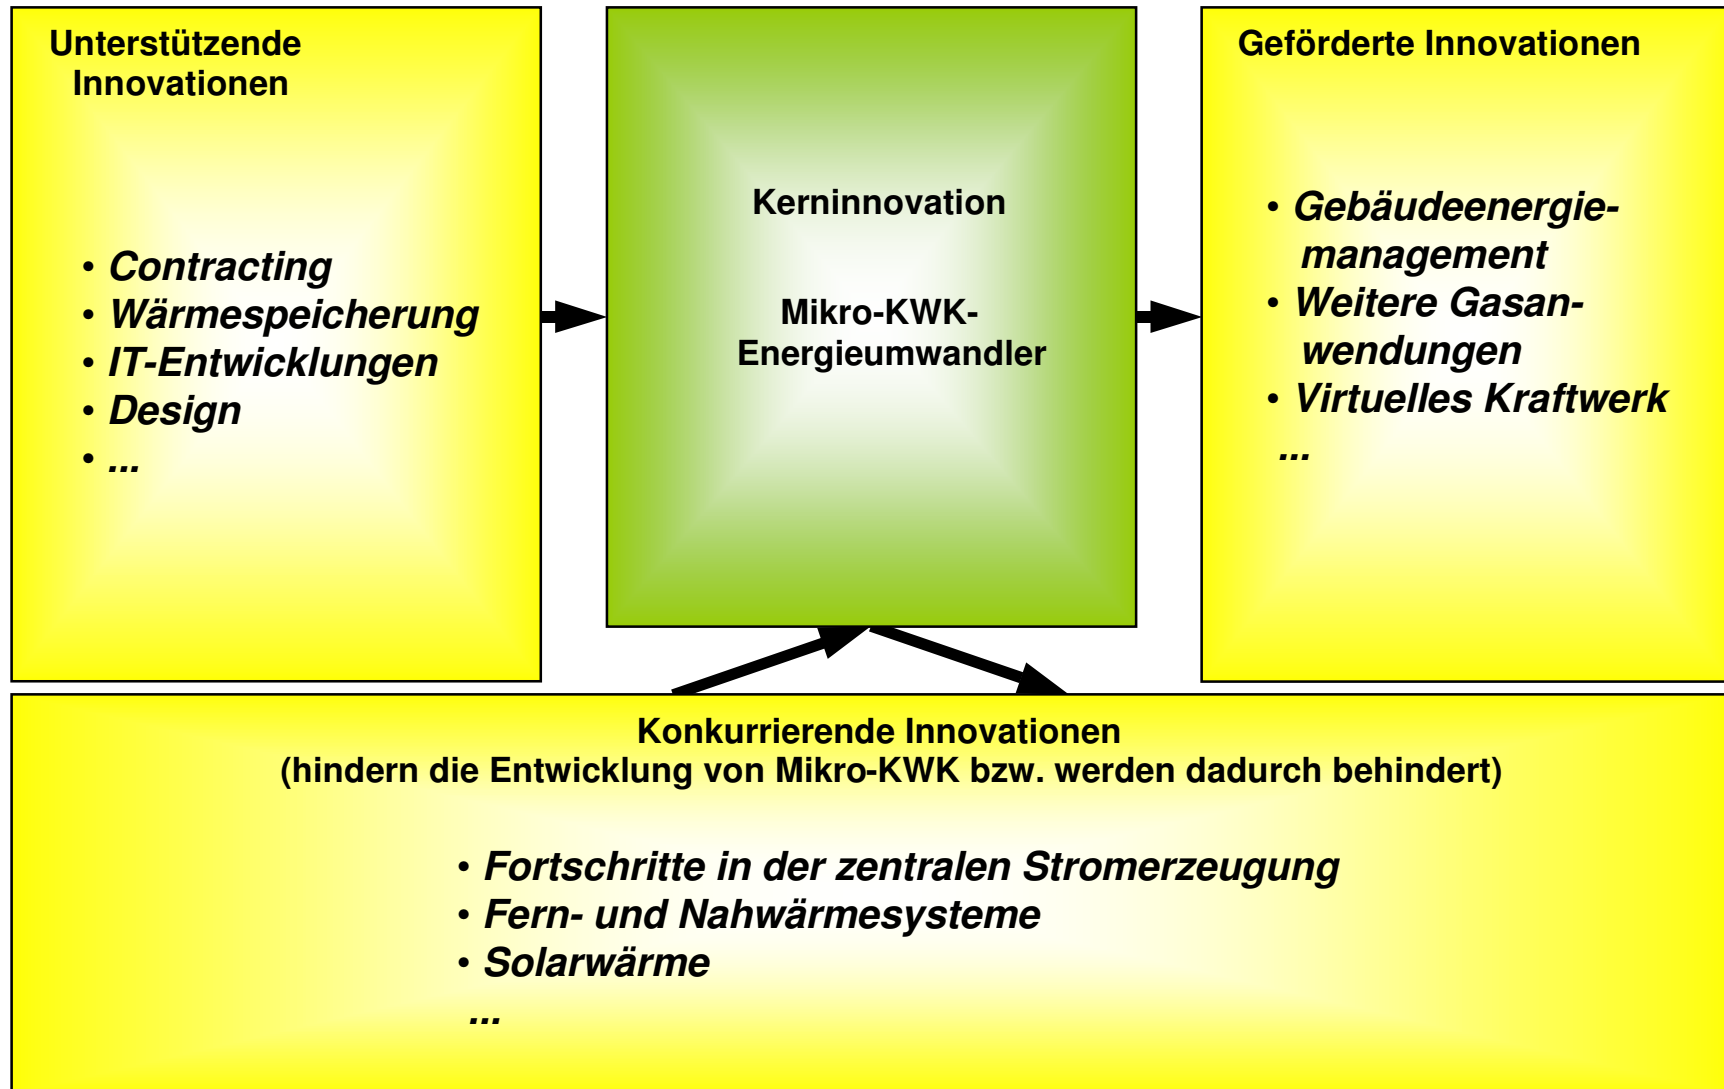 Unterstützende
Innovationen
• Contracting
• Wärmespeicherung
• IT-Entwicklungen
• Design
• ...
Kerninnovation
Mikro-KWK-
Energieumwandler
Geförderte Innovationen
• Gebäudeenergie-
management
• Weitere Gasan-
wendungen
• Virtuelles Kraftwerk
...
Konkurrierende Innovationen
(hindern die Entwicklung von Mikro-KWK bzw. werden dadurch behindert)
• Fortschritte in der zentralen Stromerzeugung
• Fern- und Nahwärmesysteme
• Solarwärme
...